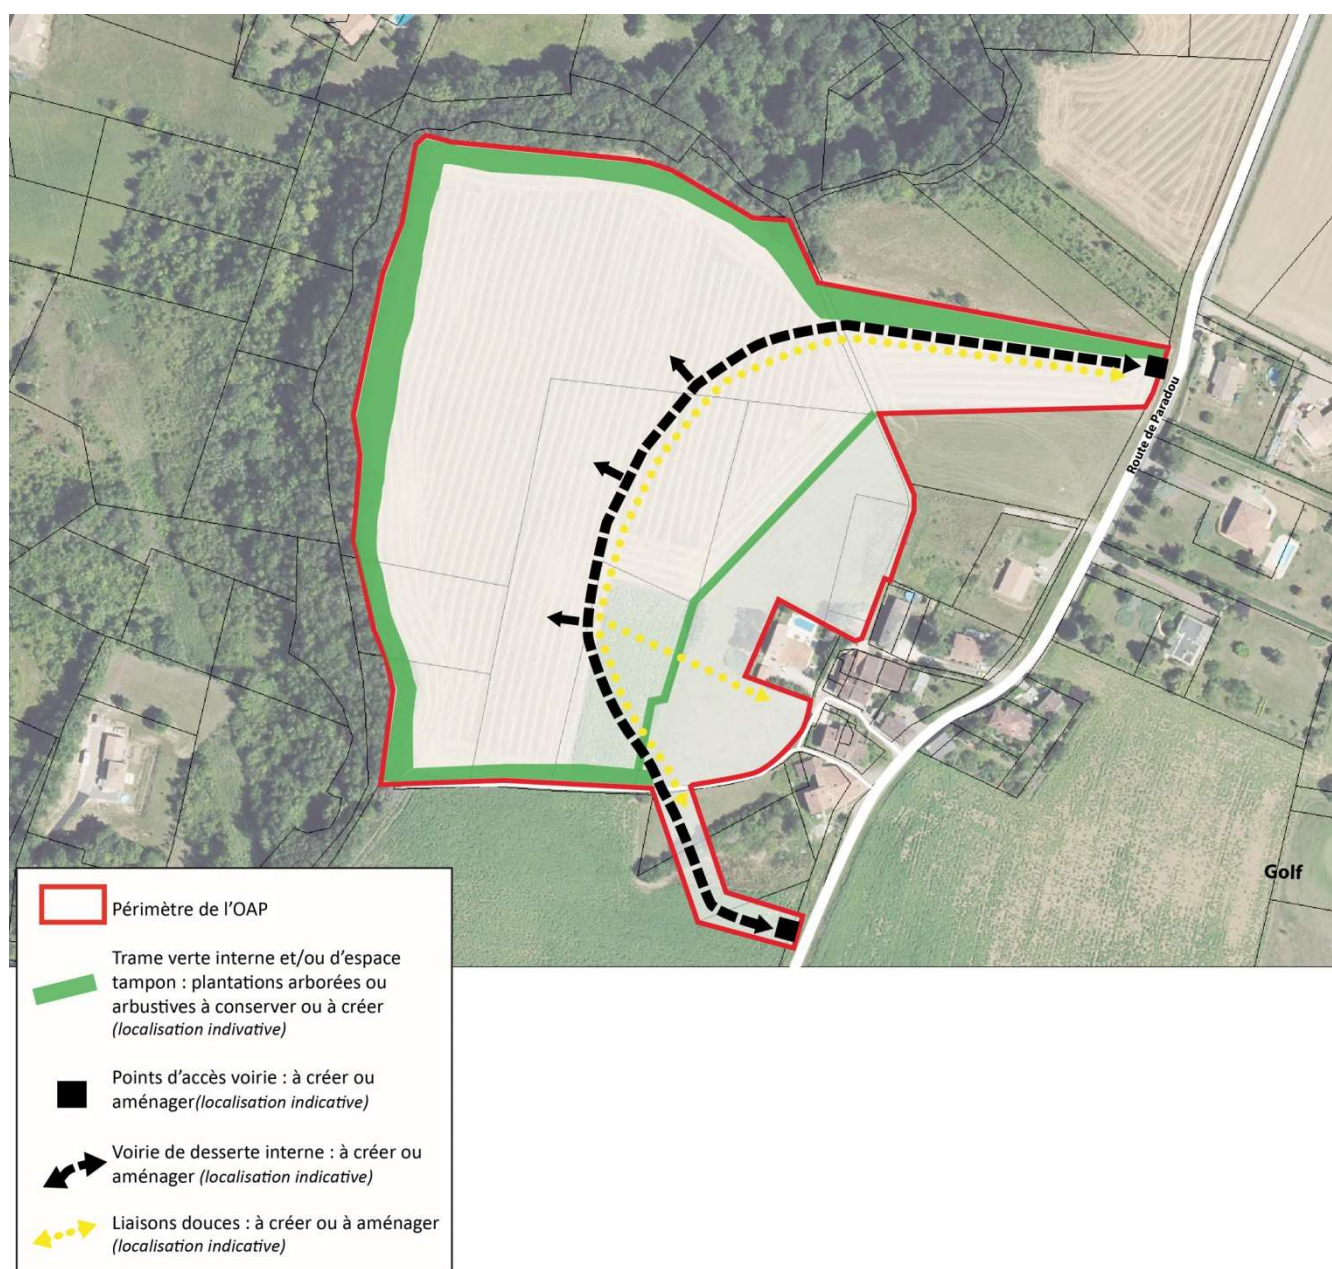 Route de Paradou
Golf
Périmètre de l’OAP
Trame verte interne et/ou d’espace
tampon : plantations arborées ou
arbustives à conserver ou à créer
(localisation indivative)
Points d’accès voirie : à créer ou
aménager(localisation indicative)
Voirie de desserte interne : à créer ou
aménager (localisation indicative)
Liaisons douces : à créer ou à aménager
(localisation indicative)